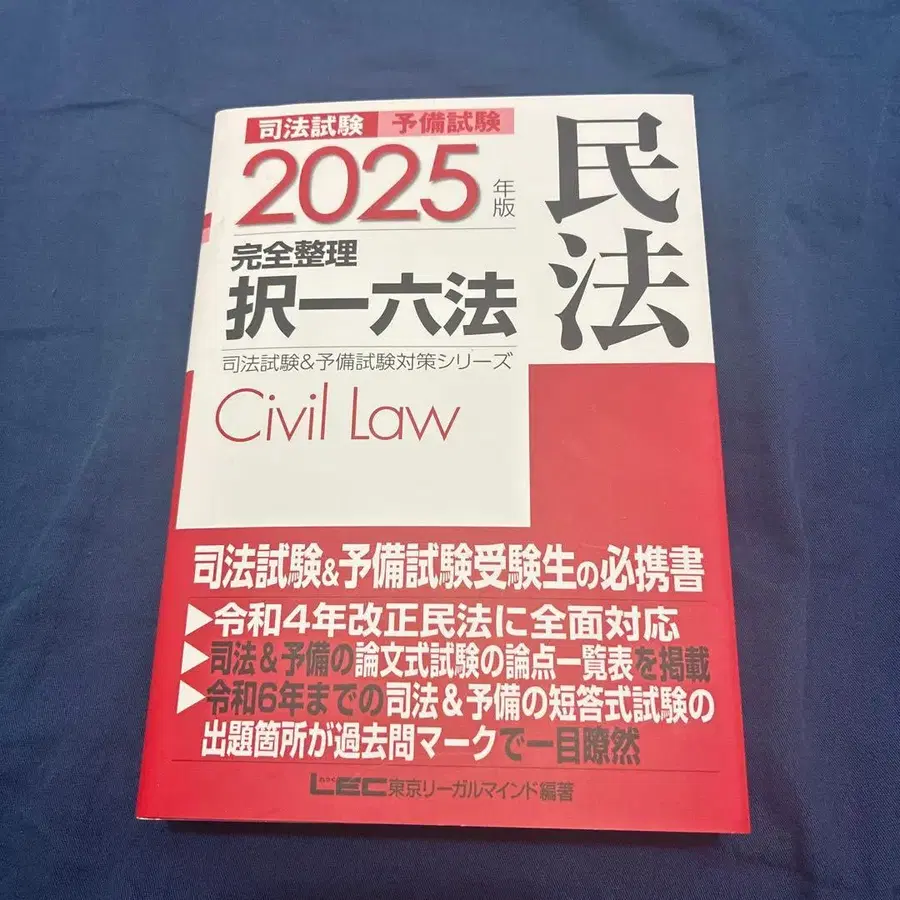 司法試験 予備試験
2025年版
完全整理
択一六法
司法試験&予備試験対策シリーズ
Civil Law
民法
司法試験&予備試験受験生の必携書
▶令和4年改正民法に全面対応
▶司法&予備の論文式試験の論点一覧表を掲載
▶令和6年までの司法&予備の短答式試験の
出題箇所が過去問マークで一目瞭然
LEC東京リーガルマインド編著